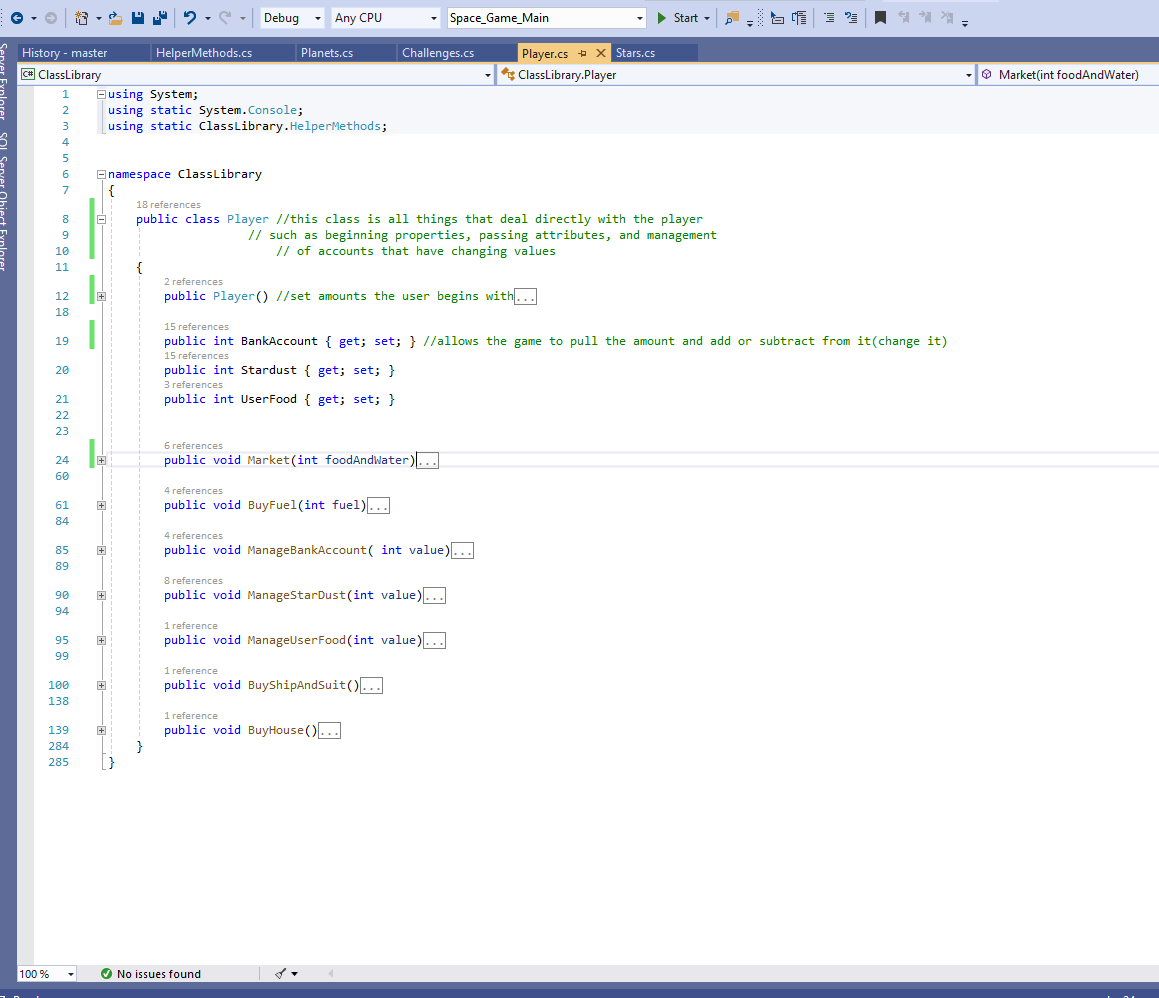 Debug Any CPU Space_Game_Main Start
Server Explorer
SQL Server Object Explorer
History - master HelperMethods.cs Planets.cs Challenges.cs Player.cs Stars.cs
C# ClassLibrary ClassLibrary.Player Market(int foodAndWater)
1 using System;
2 using static System.Console;
3 using static ClassLibrary.HelperMethods;
4
5
6 namespace ClassLibrary
7 {
18 references
8 public class Player //this class is all things that deal directly with the player
9 // such as beginning properties, passing attributes, and management
10 // of accounts that have changing values
11 {
2 references
12 public Player() //set amounts the user begins with...
18
15 references
19 public int BankAccount { get; set; } //allows the game to pull the amount and add or subtract from it(change it)
15 references
20 public int Stardust { get; set; }
3 references
21 public int UserFood { get; set; }
22
23
6 references
24 public void Market(int foodAndWater)...
60
4 references
61 public void BuyFuel(int fuel)...
84
4 references
85 public void ManageBankAccount( int value)...
89
8 references
90 public void ManageStarDust(int value)...
94
1 reference
95 public void ManageUserFood(int value)...
99
1 reference
100 public void BuyShipAndSuit()...
138
1 reference
139 public void BuyHouse()...
284 }
285 }
100 % No issues found